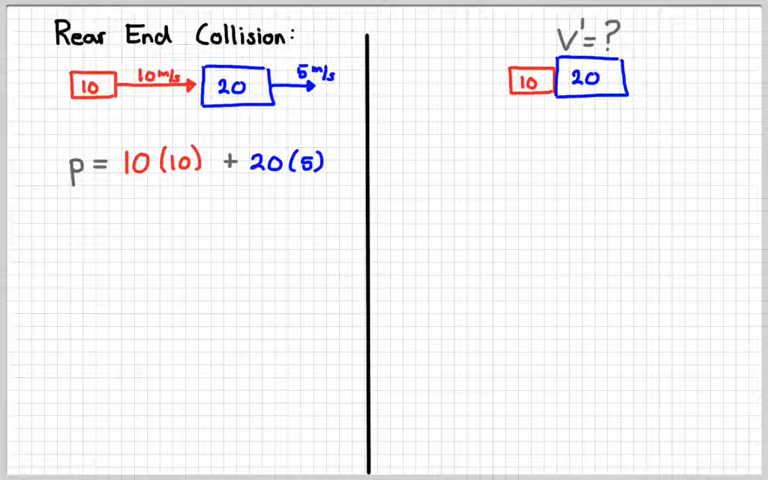 Rear End Collision:
10 10m/s 20 5m/s
p = 10(10) + 20(5)
V'= ?
10 20